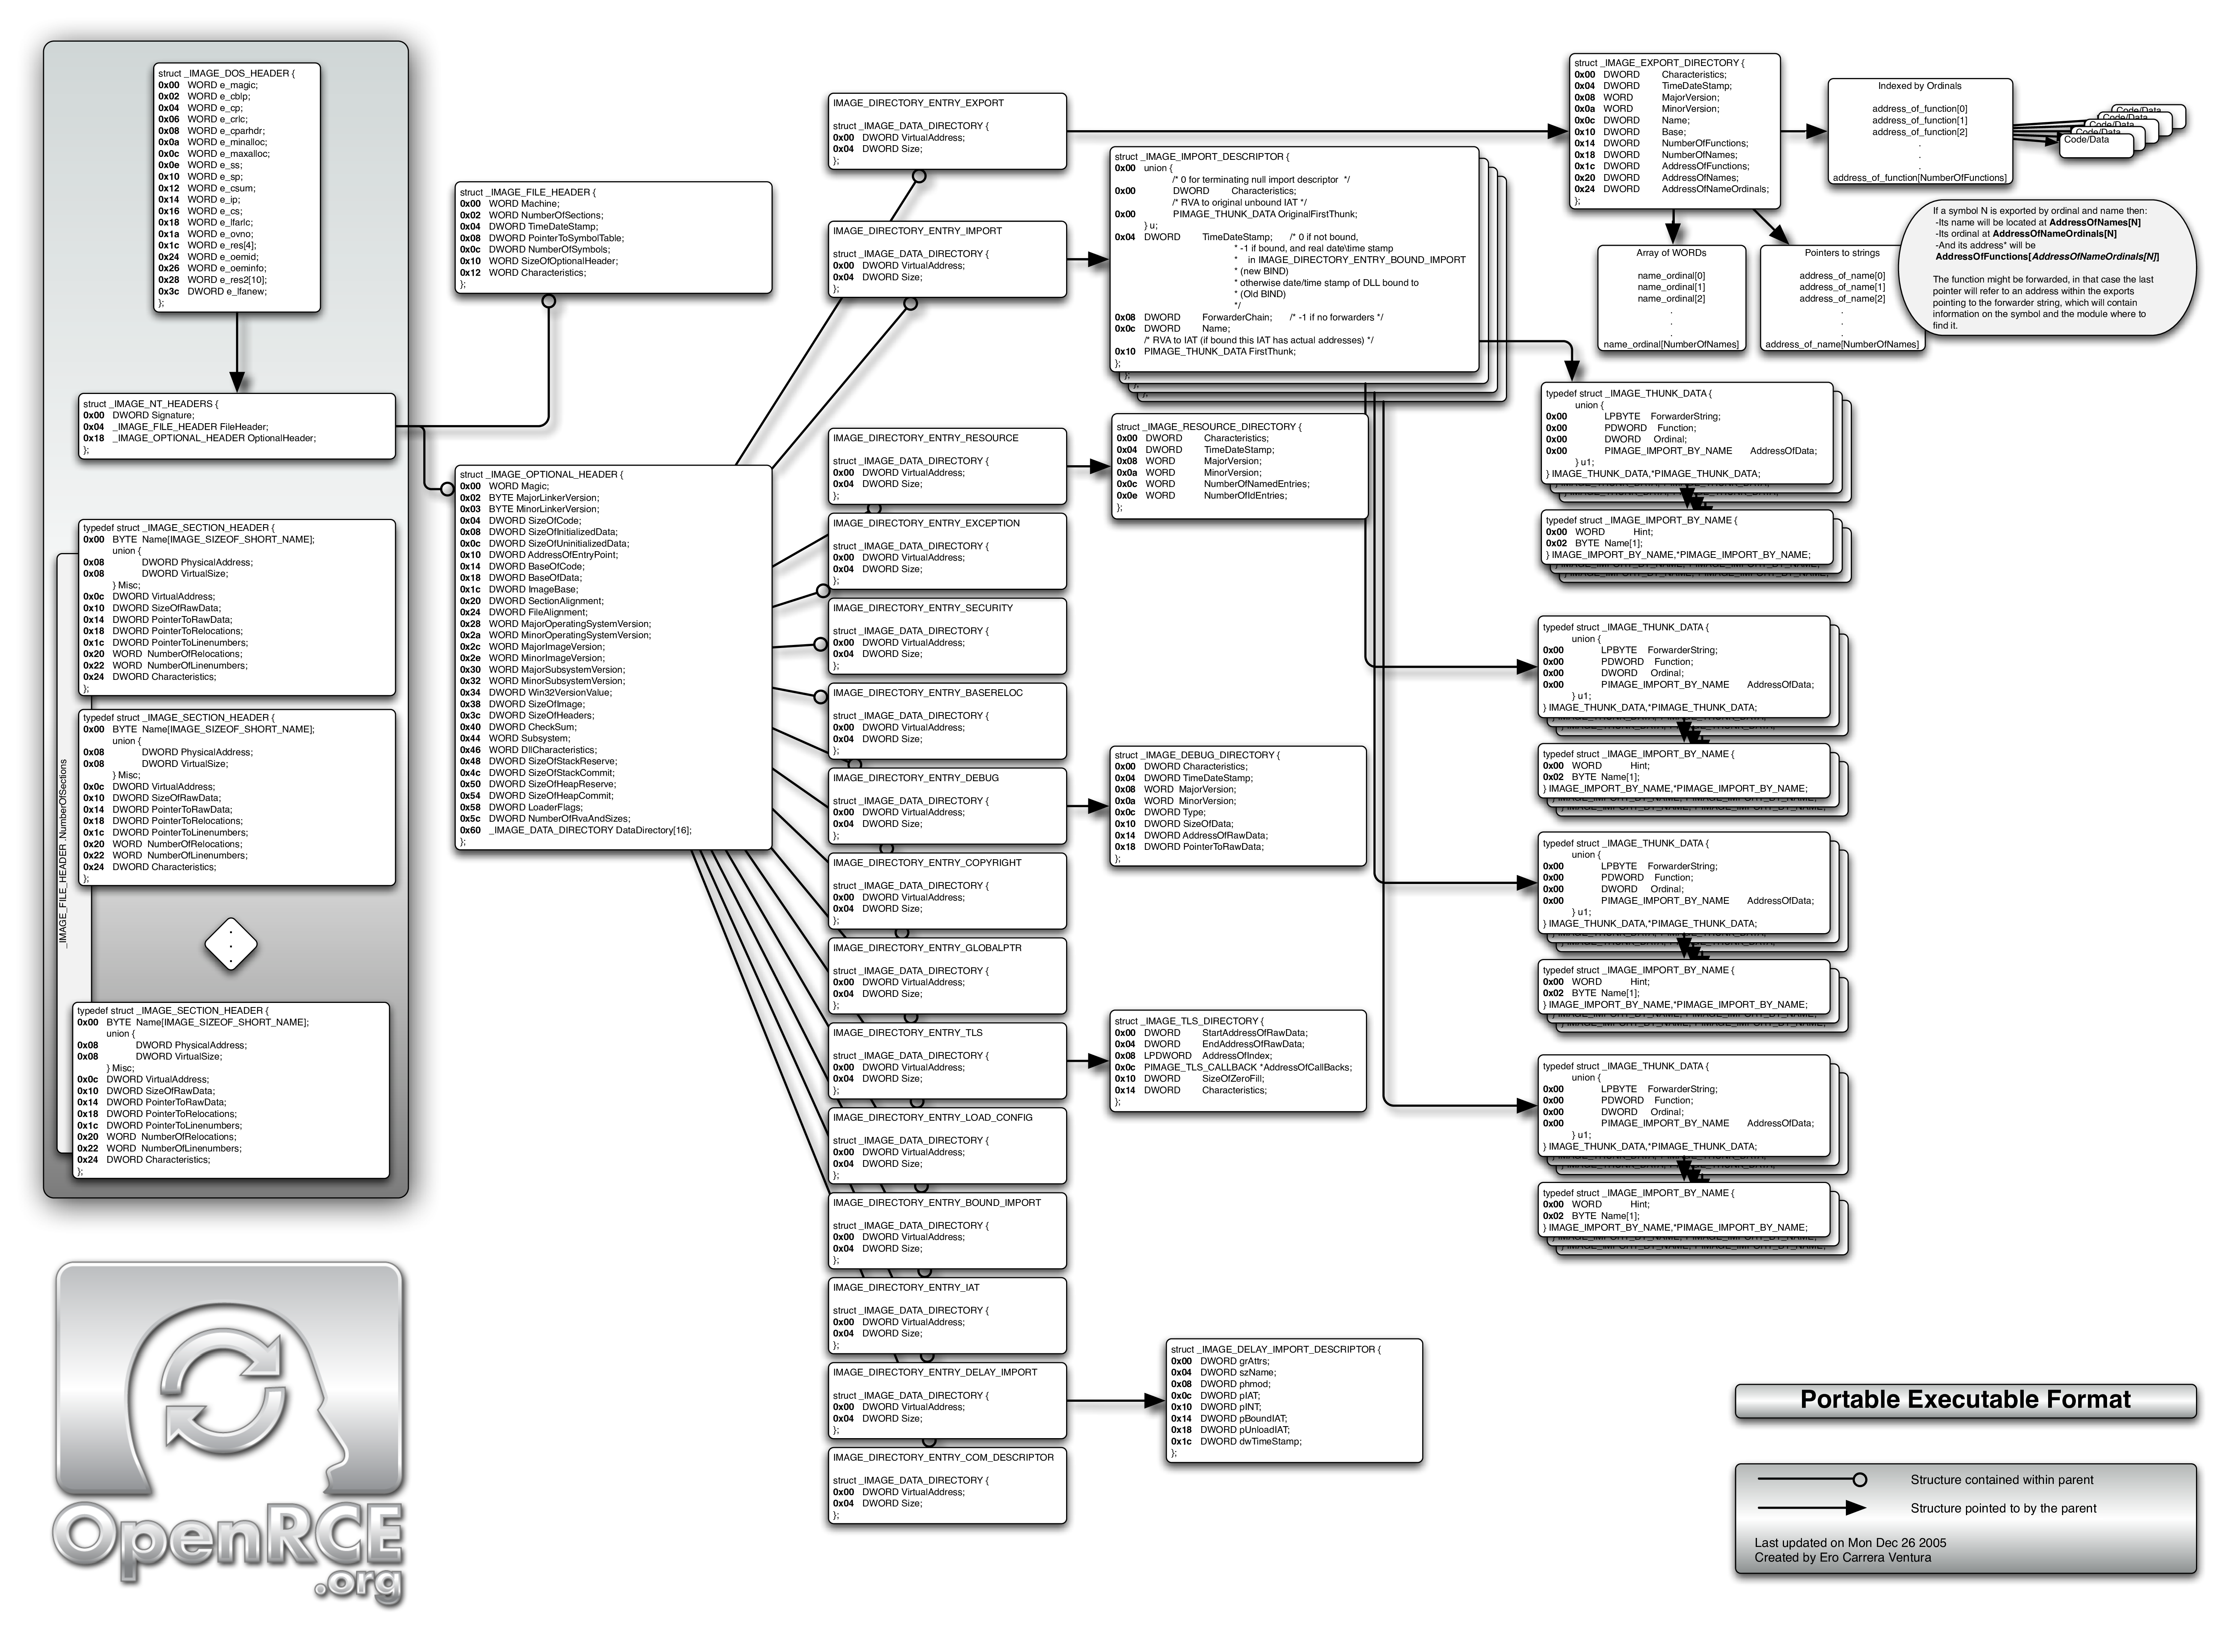 struct _IMAGE_DOS_HEADER {
0x00 WORD e_magic;
0x02 WORD e_cblp;
0x04 WORD e_cp;
0x06 WORD e_crlc;
0x08 WORD e_cparhdr;
0x0a WORD e_minalloc;
0x0c WORD e_maxalloc;
0x0e WORD e_ss;
0x10 WORD e_sp;
0x12 WORD e_csum;
0x14 WORD e_ip;
0x16 WORD e_cs;
0x18 WORD e_lfarlc;
0x1a WORD e_ovno;
0x1c WORD e_res[4];
0x24 WORD e_oemid;
0x26 WORD e_oeminfo;
0x28 WORD e_res2[10];
0x3c DWORD e_lfanew;
};
struct _IMAGE_NT_HEADERS {
0x00 DWORD Signature;
0x04 _IMAGE_FILE_HEADER FileHeader;
0x18 _IMAGE_OPTIONAL_HEADER OptionalHeader;
};
_IMAGE_FILE_HEADER .NumberOfSections
typedef struct _IMAGE_SECTION_HEADER {
0x00 BYTE Name[IMAGE_SIZEOF_SHORT_NAME];
union {
0x08 DWORD PhysicalAddress;
0x08 DWORD VirtualSize;
} Misc;
0x0c DWORD VirtualAddress;
0x10 DWORD SizeOfRawData;
0x14 DWORD PointerToRawData;
0x18 DWORD PointerToRelocations;
0x1c DWORD PointerToLinenumbers;
0x20 WORD NumberOfRelocations;
0x22 WORD NumberOfLinenumbers;
0x24 DWORD Characteristics;
};
typedef struct _IMAGE_SECTION_HEADER {
0x00 BYTE Name[IMAGE_SIZEOF_SHORT_NAME];
union {
0x08 DWORD PhysicalAddress;
0x08 DWORD VirtualSize;
} Misc;
0x0c DWORD VirtualAddress;
0x10 DWORD SizeOfRawData;
0x14 DWORD PointerToRawData;
0x18 DWORD PointerToRelocations;
0x1c DWORD PointerToLinenumbers;
0x20 WORD NumberOfRelocations;
0x22 WORD NumberOfLinenumbers;
0x24 DWORD Characteristics;
};
.
.
.
typedef struct _IMAGE_SECTION_HEADER {
0x00 BYTE Name[IMAGE_SIZEOF_SHORT_NAME];
union {
0x08 DWORD PhysicalAddress;
0x08 DWORD VirtualSize;
} Misc;
0x0c DWORD VirtualAddress;
0x10 DWORD SizeOfRawData;
0x14 DWORD PointerToRawData;
0x18 DWORD PointerToRelocations;
0x1c DWORD PointerToLinenumbers;
0x20 WORD NumberOfRelocations;
0x22 WORD NumberOfLinenumbers;
0x24 DWORD Characteristics;
};
OpenRCE
.org
struct _IMAGE_FILE_HEADER {
0x00 WORD Machine;
0x02 WORD NumberOfSections;
0x04 DWORD TimeDateStamp;
0x08 DWORD PointerToSymbolTable;
0x0c DWORD NumberOfSymbols;
0x10 WORD SizeOfOptionalHeader;
0x12 WORD Characteristics;
};
struct _IMAGE_OPTIONAL_HEADER {
0x00 WORD Magic;
0x02 BYTE MajorLinkerVersion;
0x03 BYTE MinorLinkerVersion;
0x04 DWORD SizeOfCode;
0x08 DWORD SizeOfInitializedData;
0x0c DWORD SizeOfUninitializedData;
0x10 DWORD AddressOfEntryPoint;
0x14 DWORD BaseOfCode;
0x18 DWORD BaseOfData;
0x1c DWORD ImageBase;
0x20 DWORD SectionAlignment;
0x24 DWORD FileAlignment;
0x28 WORD MajorOperatingSystemVersion;
0x2a WORD MinorOperatingSystemVersion;
0x2c WORD MajorImageVersion;
0x2e WORD MinorImageVersion;
0x30 WORD MajorSubsystemVersion;
0x32 WORD MinorSubsystemVersion;
0x34 DWORD Win32VersionValue;
0x38 DWORD SizeOfImage;
0x3c DWORD SizeOfHeaders;
0x40 DWORD CheckSum;
0x44 WORD Subsystem;
0x46 WORD DllCharacteristics;
0x48 DWORD SizeOfStackReserve;
0x4c DWORD SizeOfStackCommit;
0x50 DWORD SizeOfHeapReserve;
0x54 DWORD SizeOfHeapCommit;
0x58 DWORD LoaderFlags;
0x5c DWORD NumberOfRvaAndSizes;
0x60 _IMAGE_DATA_DIRECTORY DataDirectory[16];
};
IMAGE_DIRECTORY_ENTRY_EXPORT
struct _IMAGE_DATA_DIRECTORY {
0x00 DWORD VirtualAddress;
0x04 DWORD Size;
};
IMAGE_DIRECTORY_ENTRY_IMPORT
struct _IMAGE_DATA_DIRECTORY {
0x00 DWORD VirtualAddress;
0x04 DWORD Size;
};
IMAGE_DIRECTORY_ENTRY_RESOURCE
struct _IMAGE_DATA_DIRECTORY {
0x00 DWORD VirtualAddress;
0x04 DWORD Size;
};
IMAGE_DIRECTORY_ENTRY_EXCEPTION
struct _IMAGE_DATA_DIRECTORY {
0x00 DWORD VirtualAddress;
0x04 DWORD Size;
};
IMAGE_DIRECTORY_ENTRY_SECURITY
struct _IMAGE_DATA_DIRECTORY {
0x00 DWORD VirtualAddress;
0x04 DWORD Size;
};
IMAGE_DIRECTORY_ENTRY_BASERELOC
struct _IMAGE_DATA_DIRECTORY {
0x00 DWORD VirtualAddress;
0x04 DWORD Size;
};
IMAGE_DIRECTORY_ENTRY_DEBUG
struct _IMAGE_DATA_DIRECTORY {
0x00 DWORD VirtualAddress;
0x04 DWORD Size;
};
IMAGE_DIRECTORY_ENTRY_COPYRIGHT
struct _IMAGE_DATA_DIRECTORY {
0x00 DWORD VirtualAddress;
0x04 DWORD Size;
};
IMAGE_DIRECTORY_ENTRY_GLOBALPTR
struct _IMAGE_DATA_DIRECTORY {
0x00 DWORD VirtualAddress;
0x04 DWORD Size;
};
IMAGE_DIRECTORY_ENTRY_TLS
struct _IMAGE_DATA_DIRECTORY {
0x00 DWORD VirtualAddress;
0x04 DWORD Size;
};
IMAGE_DIRECTORY_ENTRY_LOAD_CONFIG
struct _IMAGE_DATA_DIRECTORY {
0x00 DWORD VirtualAddress;
0x04 DWORD Size;
};
IMAGE_DIRECTORY_ENTRY_BOUND_IMPORT
struct _IMAGE_DATA_DIRECTORY {
0x00 DWORD VirtualAddress;
0x04 DWORD Size;
};
IMAGE_DIRECTORY_ENTRY_IAT
struct _IMAGE_DATA_DIRECTORY {
0x00 DWORD VirtualAddress;
0x04 DWORD Size;
};
IMAGE_DIRECTORY_ENTRY_DELAY_IMPORT
struct _IMAGE_DATA_DIRECTORY {
0x00 DWORD VirtualAddress;
0x04 DWORD Size;
};
IMAGE_DIRECTORY_ENTRY_COM_DESCRIPTOR
struct _IMAGE_DATA_DIRECTORY {
0x00 DWORD VirtualAddress;
0x04 DWORD Size;
};
struct _IMAGE_IMPORT_DESCRIPTOR {
0x00 union {
/* 0 for terminating null import descriptor */
0x00 DWORD Characteristics;
/* RVA to original unbound IAT */
0x00 PIMAGE_THUNK_DATA OriginalFirstThunk;
} u;
0x04 DWORD TimeDateStamp; /* 0 if not bound,
* -1 if bound, and real date\time stamp
* in IMAGE_DIRECTORY_ENTRY_BOUND_IMPORT
* (new BIND)
* otherwise date/time stamp of DLL bound to
* (Old BIND)
*/
0x08 DWORD ForwarderChain; /* -1 if no forwarders */
0x0c DWORD Name;
/* RVA to IAT (if bound this IAT has actual addresses) */
0x10 PIMAGE_THUNK_DATA FirstThunk;
};
};
};
};
struct _IMAGE_RESOURCE_DIRECTORY {
0x00 DWORD Characteristics;
0x04 DWORD TimeDateStamp;
0x08 WORD MajorVersion;
0x0a WORD MinorVersion;
0x0c WORD NumberOfNamedEntries;
0x0e WORD NumberOfIdEntries;
};
struct _IMAGE_DEBUG_DIRECTORY {
0x00 DWORD Characteristics;
0x04 DWORD TimeDateStamp;
0x08 WORD MajorVersion;
0x0a WORD MinorVersion;
0x0c DWORD Type;
0x10 DWORD SizeOfData;
0x14 DWORD AddressOfRawData;
0x18 DWORD PointerToRawData;
};
struct _IMAGE_TLS_DIRECTORY {
0x00 DWORD StartAddressOfRawData;
0x04 DWORD EndAddressOfRawData;
0x08 LPDWORD AddressOfIndex;
0x0c PIMAGE_TLS_CALLBACK *AddressOfCallBacks;
0x10 DWORD SizeOfZeroFill;
0x14 DWORD Characteristics;
};
struct _IMAGE_DELAY_IMPORT_DESCRIPTOR {
0x00 DWORD grAttrs;
0x04 DWORD szName;
0x08 DWORD phmod;
0x0c DWORD pIAT;
0x10 DWORD pINT;
0x14 DWORD pBoundIAT;
0x18 DWORD pUnloadIAT;
0x1c DWORD dwTimeStamp;
};
struct _IMAGE_EXPORT_DIRECTORY {
0x00 DWORD Characteristics;
0x04 DWORD TimeDateStamp;
0x08 WORD MajorVersion;
0x0a WORD MinorVersion;
0x0c DWORD Name;
0x10 DWORD Base;
0x14 DWORD NumberOfFunctions;
0x18 DWORD NumberOfNames;
0x1c DWORD AddressOfFunctions;
0x20 DWORD AddressOfNames;
0x24 DWORD AddressOfNameOrdinals;
};
Indexed by Ordinals
address_of_function[0]
address_of_function[1]
address_of_function[2]
.
.
.
address_of_function[NumberOfFunctions]
Code/Data
Code/Data
Code/Data
Array of WORDs
name_ordinal[0]
name_ordinal[1]
name_ordinal[2]
.
.
.
name_ordinal[NumberOfNames]
Pointers to strings
address_of_name[0]
address_of_name[1]
address_of_name[2]
.
.
.
address_of_name[NumberOfNames]
If a symbol N is exported by ordinal and name then:
-Its name will be located at AddressOfNames[N]
-Its ordinal at AddressOfNameOrdinals[N]
-And its address* will be
AddressOfFunctions[AddressOfNameOrdinals[N]]
The function might be forwarded, in that case the last
pointer will refer to an address within the exports
pointing to the forwarder string, which will contain
information on the symbol and the module where to
find it.
typedef struct _IMAGE_THUNK_DATA {
union {
0x00 LPBYTE ForwarderString;
0x00 PDWORD Function;
0x00 DWORD Ordinal;
0x00 PIMAGE_IMPORT_BY_NAME AddressOfData;
} u1;
} IMAGE_THUNK_DATA,*PIMAGE_THUNK_DATA;
typedef struct _IMAGE_IMPORT_BY_NAME {
0x00 WORD Hint;
0x02 BYTE Name[1];
} IMAGE_IMPORT_BY_NAME,*PIMAGE_IMPORT_BY_NAME;
typedef struct _IMAGE_THUNK_DATA {
union {
0x00 LPBYTE ForwarderString;
0x00 PDWORD Function;
0x00 DWORD Ordinal;
0x00 PIMAGE_IMPORT_BY_NAME AddressOfData;
} u1;
} IMAGE_THUNK_DATA,*PIMAGE_THUNK_DATA;
typedef struct _IMAGE_IMPORT_BY_NAME {
0x00 WORD Hint;
0x02 BYTE Name[1];
} IMAGE_IMPORT_BY_NAME,*PIMAGE_IMPORT_BY_NAME;
typedef struct _IMAGE_THUNK_DATA {
union {
0x00 LPBYTE ForwarderString;
0x00 PDWORD Function;
0x00 DWORD Ordinal;
0x00 PIMAGE_IMPORT_BY_NAME AddressOfData;
} u1;
} IMAGE_THUNK_DATA,*PIMAGE_THUNK_DATA;
typedef struct _IMAGE_IMPORT_BY_NAME {
0x00 WORD Hint;
0x02 BYTE Name[1];
} IMAGE_IMPORT_BY_NAME,*PIMAGE_IMPORT_BY_NAME;
typedef struct _IMAGE_THUNK_DATA {
union {
0x00 LPBYTE ForwarderString;
0x00 PDWORD Function;
0x00 DWORD Ordinal;
0x00 PIMAGE_IMPORT_BY_NAME AddressOfData;
} u1;
} IMAGE_THUNK_DATA,*PIMAGE_THUNK_DATA;
typedef struct _IMAGE_IMPORT_BY_NAME {
0x00 WORD Hint;
0x02 BYTE Name[1];
} IMAGE_IMPORT_BY_NAME,*PIMAGE_IMPORT_BY_NAME;
Portable Executable Format
Structure contained within parent
Structure pointed to by the parent
Last updated on Mon Dec 26 2005
Created by Ero Carrera Ventura